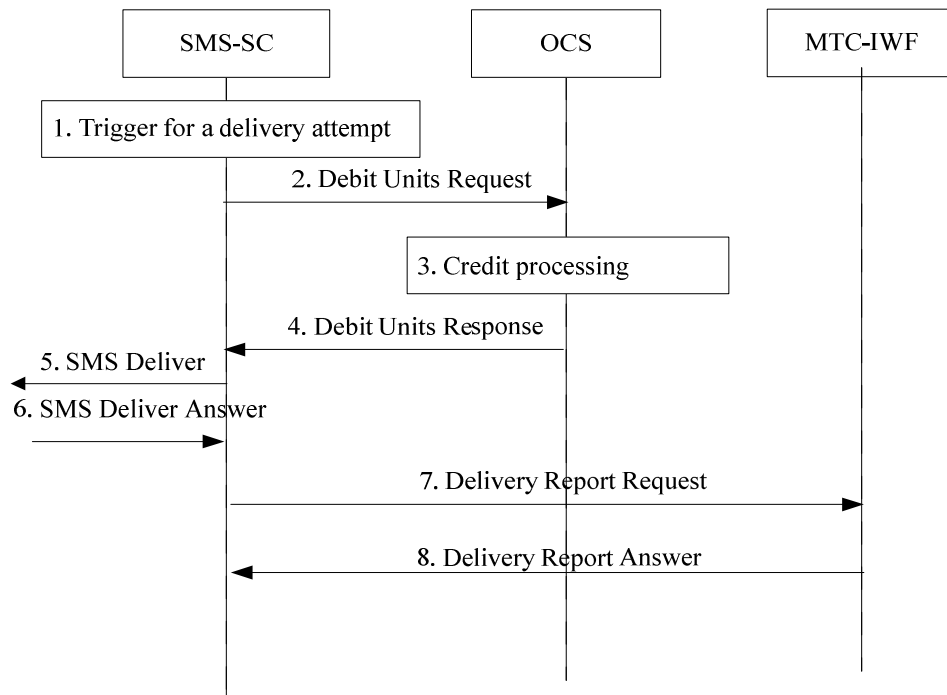 SMS-SC
OCS
MTC-IWF
1. Trigger for a delivery attempt
2. Debit Units Request
3. Credit processing
4. Debit Units Response
5. SMS Deliver
6. SMS Deliver Answer
7. Delivery Report Request
8. Delivery Report Answer